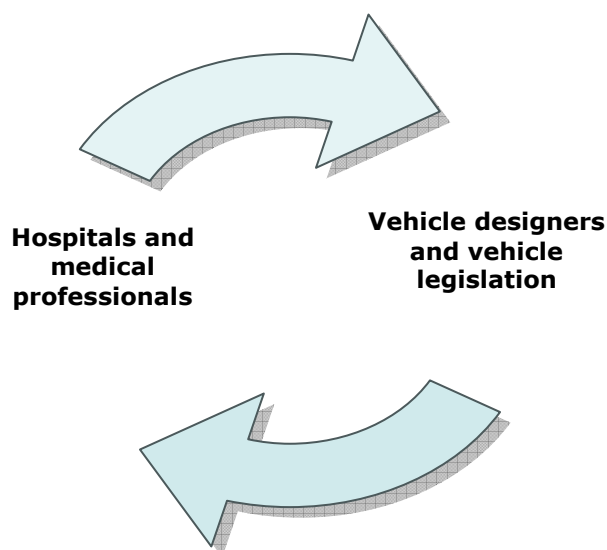 Hospitals and
medical
professionals
Vehicle designers
and vehicle
legislation